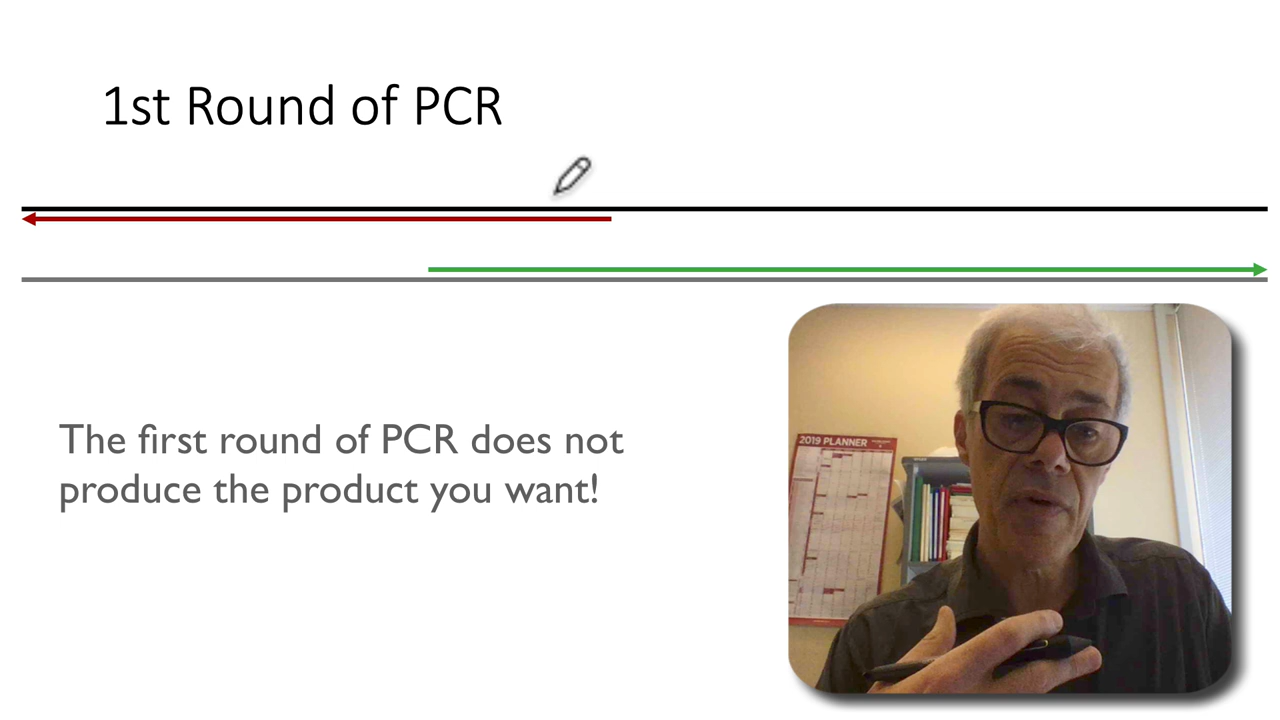 1st Round of PCR
The first round of PCR does not
produce the product you want!
2019 PLANNER